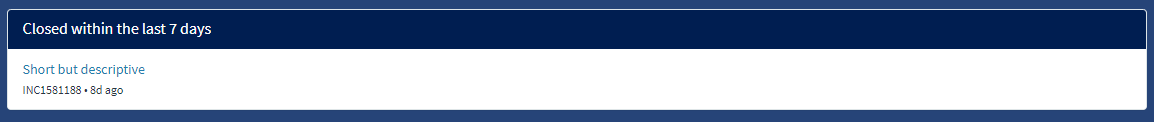 Closed within the last 7 days
Short but descriptive
INC1581188 • 8d ago